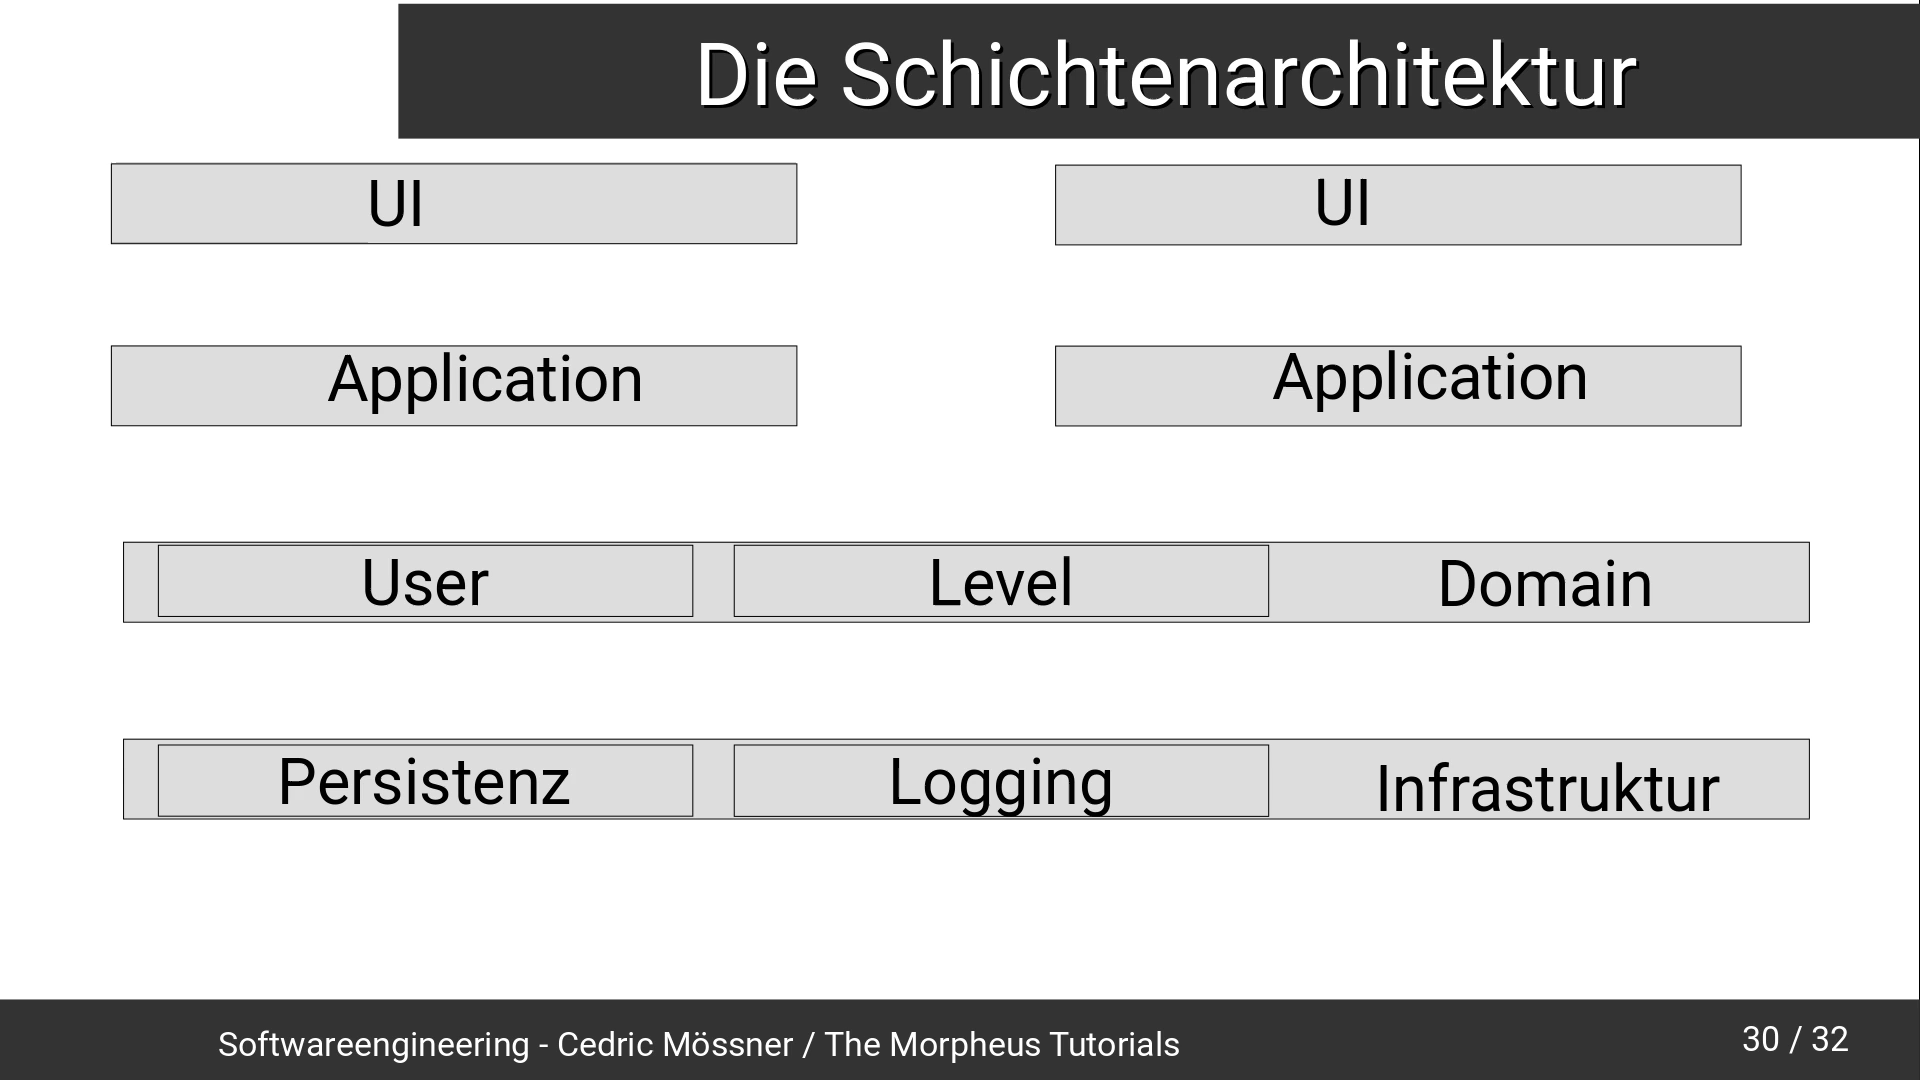 Die Schichtenarchitektur
UI
UI
Application
Application
User
Level
Domain
Persistenz
Logging
Infrastruktur
Softwareengineering - Cedric Mössner / The Morpheus Tutorials
30 / 32